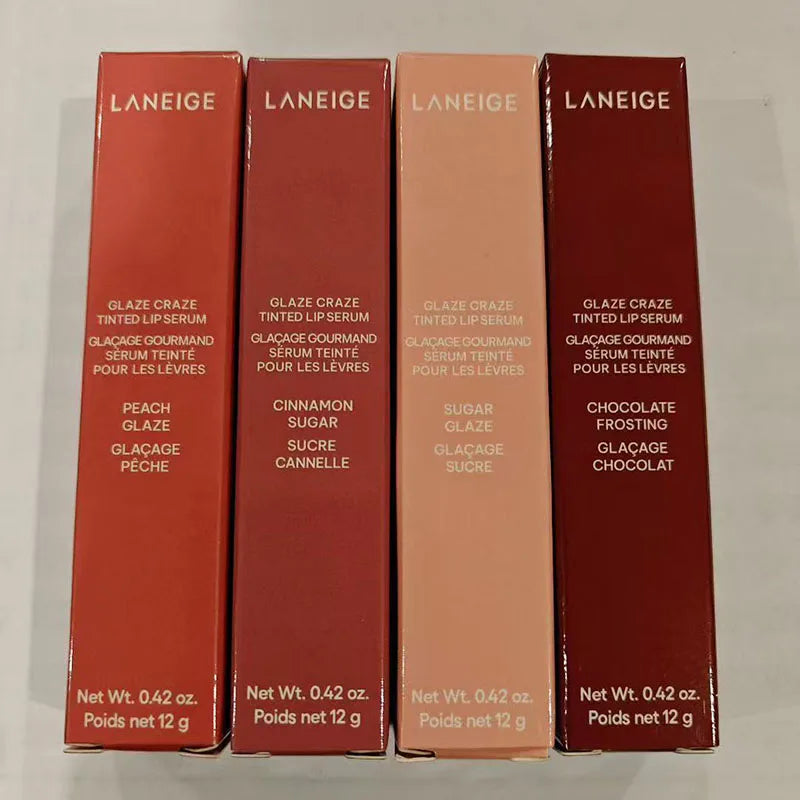 LANEIGE
GLAZE CRAZE
TINTED LIP SERUM
GLAÇAGE GOURMAND
SÉRUM TEINTÉ
POUR LES LÈVRES
PEACH
GLAZE
GLAÇAGE
PÊCHE
Net Wt. 0.42 oz.
Poids net 12 g
LANEIGE
GLAZE CRAZE
TINTED LIP SERUM
GLAÇAGE GOURMAND
SÉRUM TEINTÉ
POUR LES LÈVRES
CINNAMON
SUGAR
SUCRE
CANNELLE
Net Wt. 0.42 oz.
Poids net 12 g
LANEIGE
GLAZE CRAZE
TINTED LIP SERUM
GLAÇAGE GOURMAND
SÉRUM TEINTÉ
POUR LES LÈVRES
SUGAR
GLAZE
GLAÇAGE
SUCRE
Net Wt. 0.42 oz.
Poids net 12 g
LANEIGE
GLAZE CRAZE
TINTED LIP SERUM
GLAÇAGE GOURMAND
SÉRUM TEINTÉ
POUR LES LÈVRES
CHOCOLATE
FROSTING
GLAÇAGE
CHOCOLAT
Net Wt. 0.42 oz.
Poids net 12 g